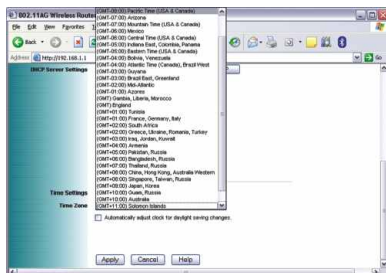 802.11AG Wireless Route
File Edit View Favorites
Back
Address http://192.168.1.1
Go
DHCP Server Settings
(GMT-08:00) Pacific Time (USA & Canada)
(GMT-07:00) Arizona
(GMT-07:00) Mountain Time (USA & Canada)
(GMT-06:00) Mexico
(GMT-06:00) Central Time (USA & Canada)
(GMT-05:00) Indiana East, Colombia, Panama
(GMT-05:00) Eastern Time (USA & Canada)
(GMT-04:00) Bolivia, Venezuela
(GMT-04:00) Atlantic Time (Canada), Brazil West
(GMT-03:00) Guyana
(GMT-03:00) Brazil East, Greenland
(GMT-02:00) Mid-Atlantic
(GMT-01:00) Azores
(GMT) Gambia, Liberia, Morocco
(GMT) England
(GMT+01:00) Tunisia
(GMT+01:00) France, Germany, Italy
(GMT+02:00) South Africa
(GMT+02:00) Greece, Ukraine, Romania, Turkey
(GMT+03:00) Iraq, Jordan, Kuwait
(GMT+04:00) Armenia
(GMT+05:00) Pakistan, Russia
(GMT+06:00) Bangladesh, Russia
(GMT+07:00) Thailand, Russia
(GMT+08:00) China, Hong Kong, Australia Western
(GMT+08:00) Singapore, Taiwan, Russia
(GMT+09:00) Japan, Korea
(GMT+10:00) Guam, Russia
(GMT+10:00) Australia
(GMT+11:00) Solomon Islands
Time Settings
Time Zone
Automatically adjust clock for daylight saving changes.
Apply Cancel Help